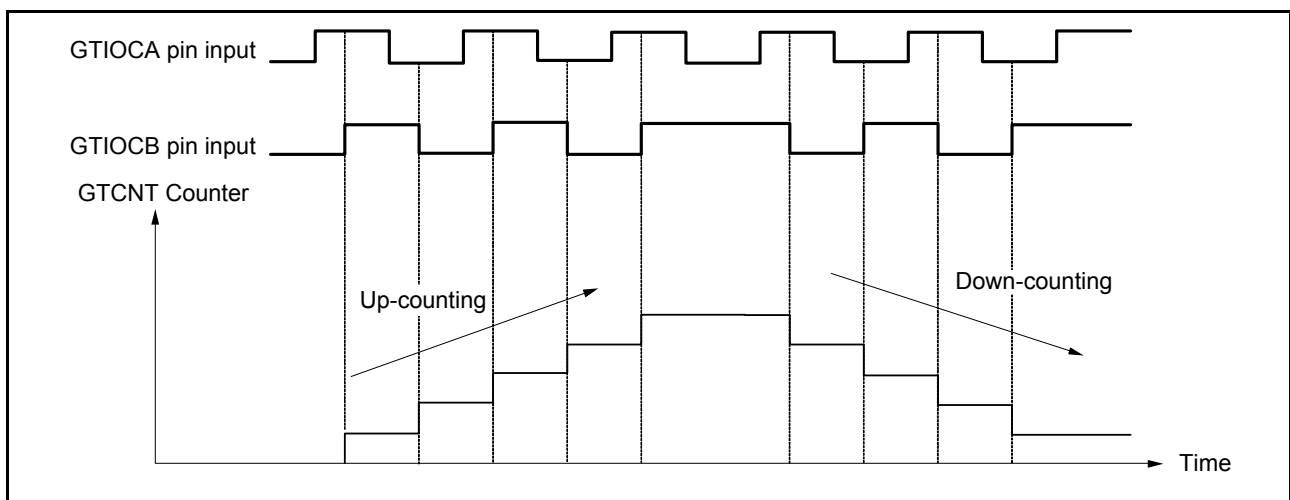 GTIOCA pin input
GTIOCB pin input
GTCNT Counter
Up-counting
Down-counting
Time